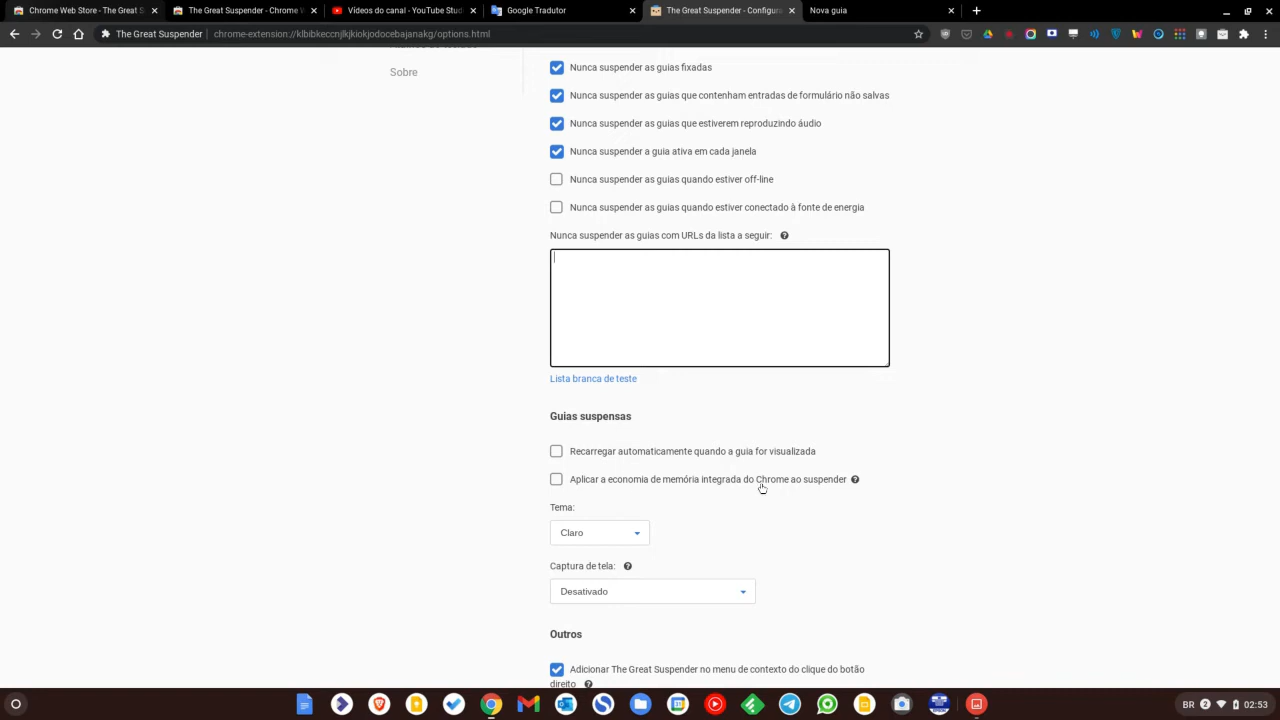 Chrome Web Store - The Great S
The Great Suspender - Chrome V
Vídeos do canal - YouTube Stud
Google Tradutor
The Great Suspender - Configura
Nova guia
The Great Suspender
chrome-extension://klbibkeccnjlkjkiokjodocebajanakg/options.html
Sobre
Nunca suspender as guias fixadas
Nunca suspender as guias que contenham entradas de formulário não salvas
Nunca suspender as guias que estiverem reproduzindo áudio
Nunca suspender a guia ativa em cada janela
Nunca suspender as guias quando estiver off-line
Nunca suspender as guias quando estiver conectado à fonte de energia
Nunca suspender as guias com URLs da lista a seguir:
Lista branca de teste
Guias suspensas
Recarregar automaticamente quando a guia for visualizada
Aplicar a economia de memória integrada do Chrome ao suspender
Tema:
Claro
Captura de tela:
Desativado
Outros
Adicionar The Great Suspender no menu de contexto do clique do botão
direito
BR 2 02:53